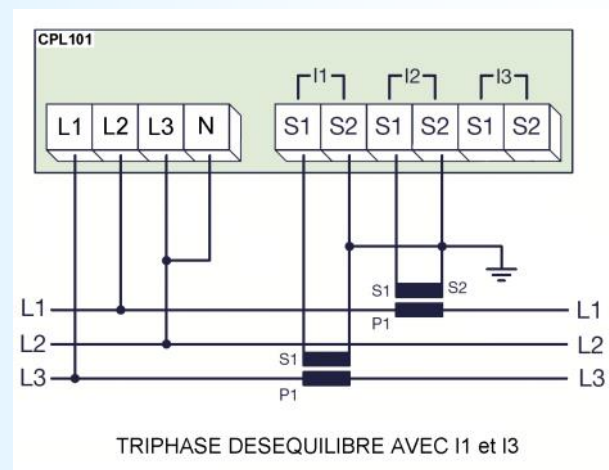 CPL101
I1 I2 I3
L1 L2 L3 N S1 S2 S1 S2 S1 S2
S1 S2
L1 L1
P1
L2 L2
S1
L3 L3
P1
TRIPHASE DESEQUILIBRE AVEC I1 et I3